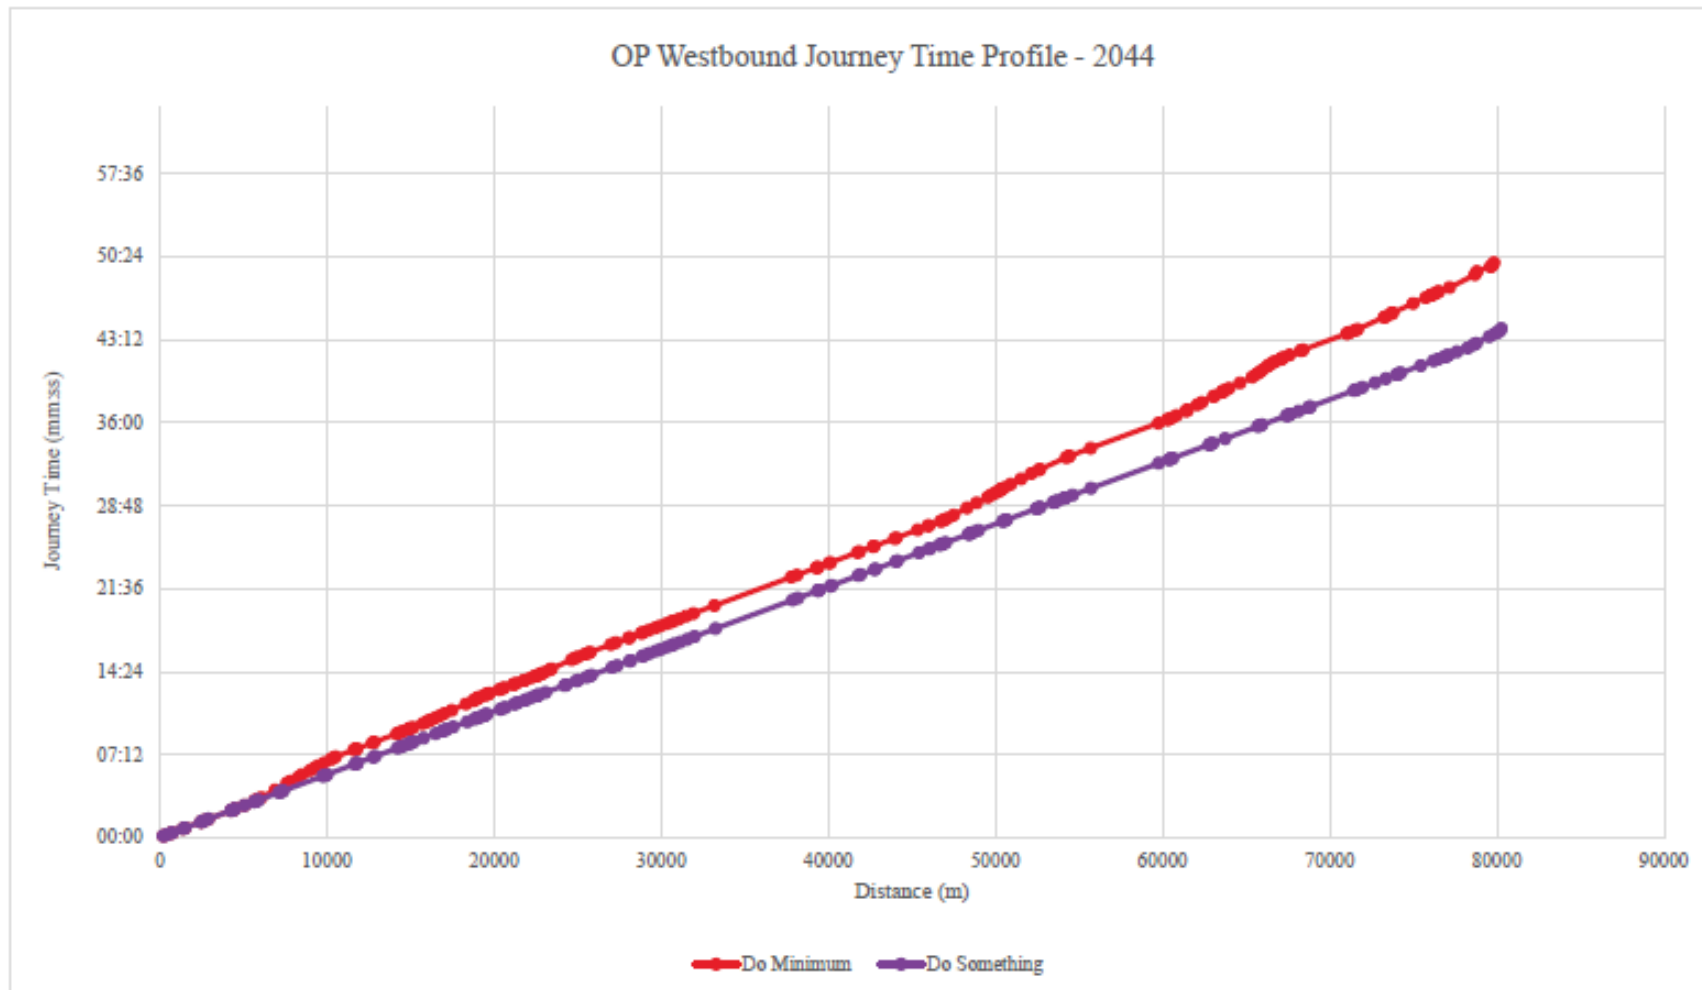 OP Westbound Journey Time Profile - 2044
57:36
50:24
43:12
36:00
28:48
21:36
14:24
07:12
00:00
Journey Time (mm:ss)
0 10000 20000 30000 40000 50000 60000 70000 80000 90000
Distance (m)
Do Minimum Do Something